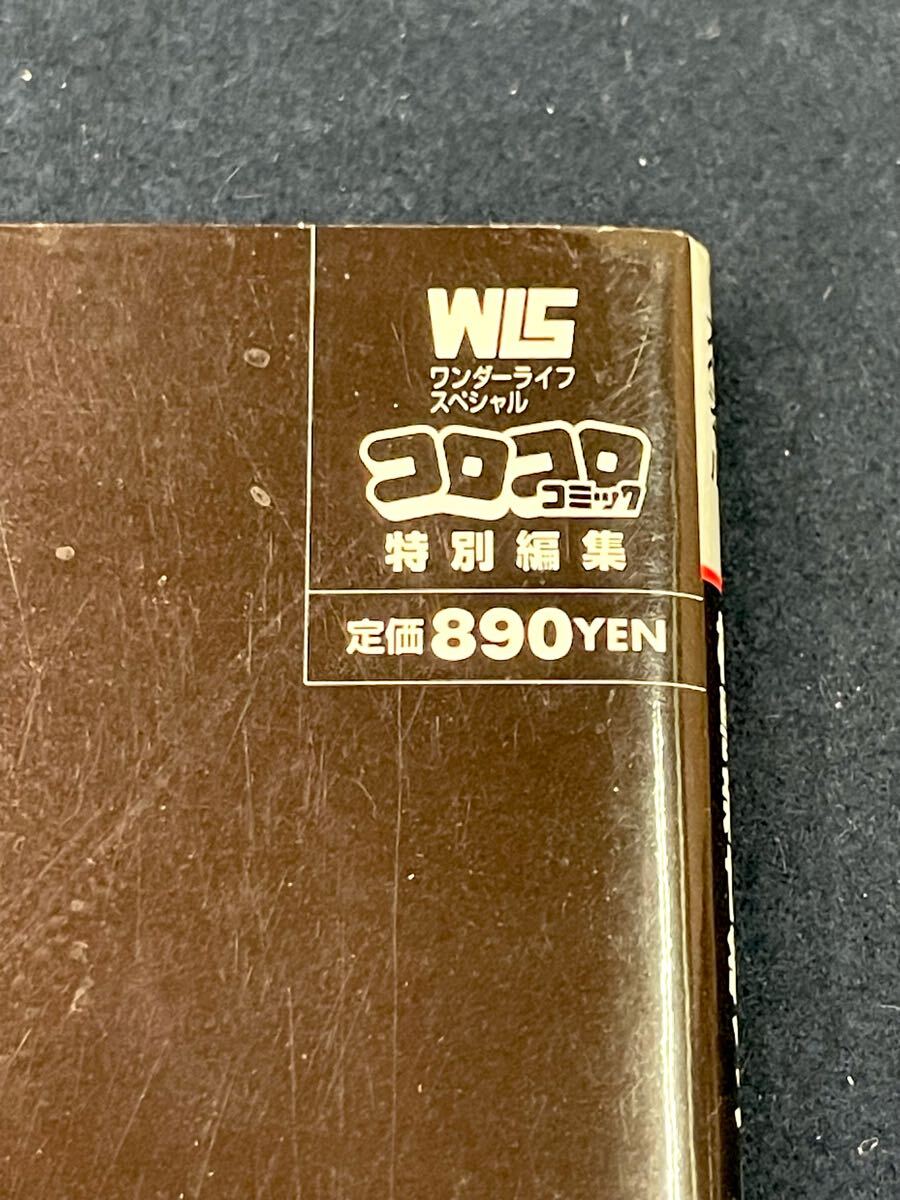 WLS
ワンダーライフ
スペシャル
コロコロ
コミック
特別編集
定価890YEN